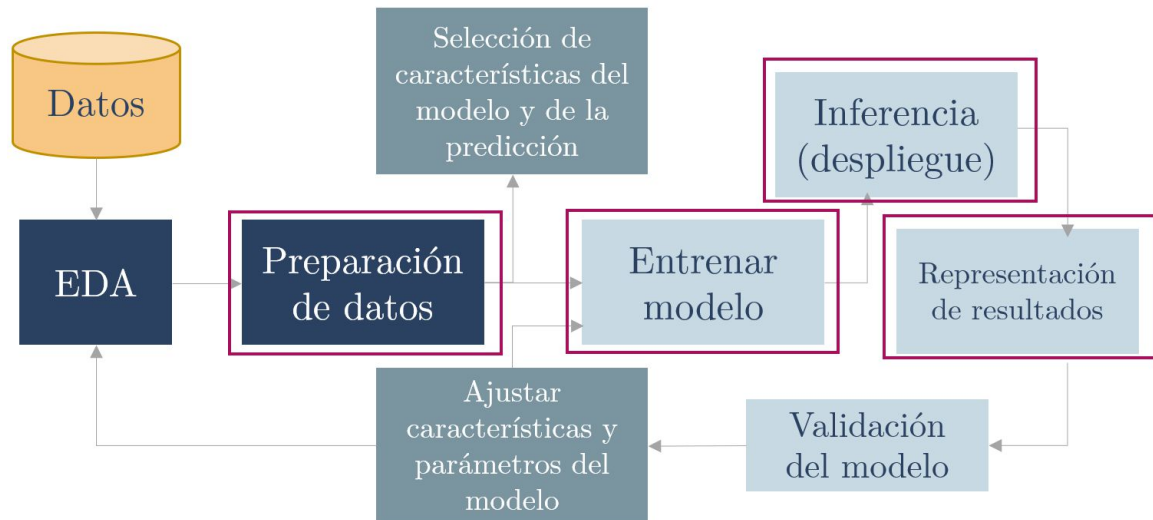 Datos
Selección de
características del
modelo y de la
predicción
Inferencia
(despliegue)
EDA
Preparación
de datos
Entrenar
modelo
Representación
de resultados
Ajustar
características y
parámetros del
modelo
Validación
del modelo